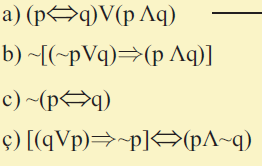 a) (p⇔q)V(p Λq)
b) ~[(~pVq)⇒(p Λq)]
c) ~(p⇔q)
ç) [(qVp)⇒~p]⇔(pΛ~q)